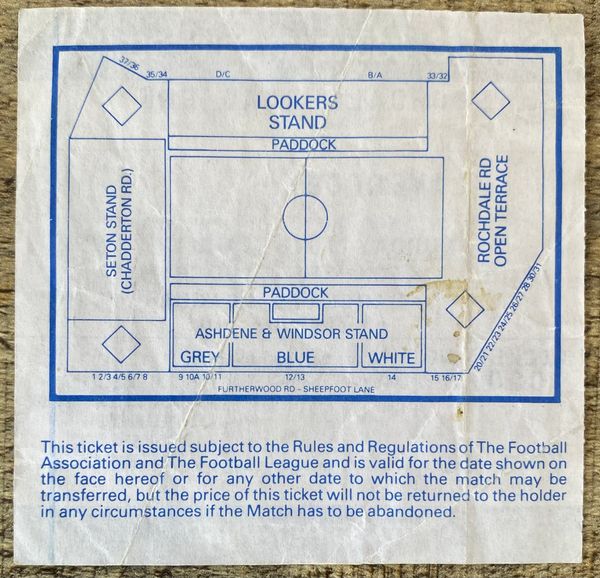 37/36
35/34 D/C B/A 33/32
LOOKERS
STAND
PADDOCK
SETON STAND
(CHADDERTON RD.)
ROCHDALE RD
OPEN TERRACE
PADDOCK
ASHDENE & WINDSOR STAND
GREY BLUE WHITE
1 2/3 4/5 6/7 8 9 10A 10/11 12/13 14 15 16/17 20/21 22/23 24/25 26/27 28 30/31
FURTHERWOOD RD - SHEEPFOOT LANE
This ticket is issued subject to the Rules and Regulations of The Football
Association and The Football League and is valid for the date shown on
the face hereof or for any other date to which the match may be
transferred, but the price of this ticket will not be returned to the holder
in any circumstances if the Match has to be abandoned.